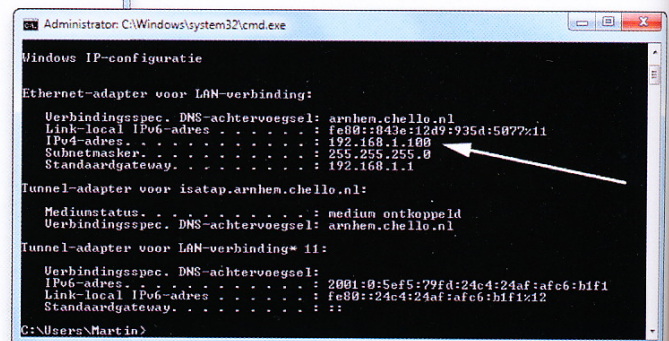 Administrator: C:\Windows\system32\cmd.exe
Windows IP-configuratie
Ethernet-adapter voor LAN-verbinding:
Verbindingsspec. DNS-achtervoegsel: arnhem.chello.nl
Link-local IPv6-adres . . . . . . : fe80::843e:12d9:935d:5077%11
IPv4-adres. . . . . . . . . . . . : 192.168.1.100
Subnetmasker. . . . . . . . . . . : 255.255.255.0
Standaardgateway. . . . . . . . . : 192.168.1.1
Tunnel-adapter voor isatap.arnhem.chello.nl:
Mediumstatus. . . . . . . . . . . : medium ontkoppeld
Verbindingsspec. DNS-achtervoegsel: arnhem.chello.nl
Tunnel-adapter voor LAN-verbinding* 11:
Verbindingsspec. DNS-achtervoegsel:
IPv6-adres. . . . . . . . . . . . : 2001:0:5ef5:79fd:24c4:24af:afc6:b1f1
Link-local IPv6-adres . . . . . . : fe80::24c4:24af:afc6:b1f1%12
Standaardgateway. . . . . . . . . : ::
C:\Users\Martin>